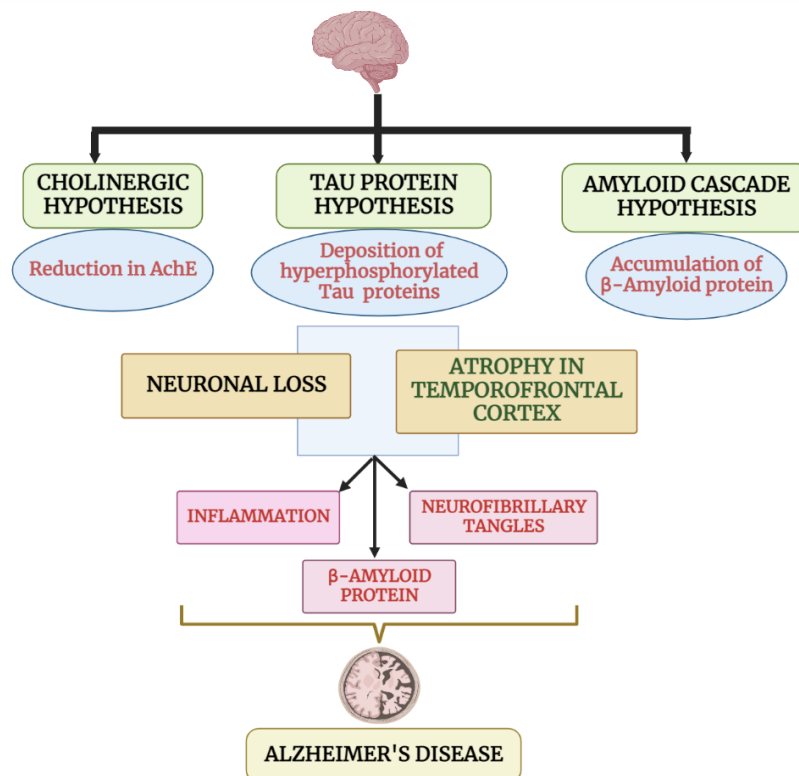 CHOLINERGIC
HYPOTHESIS
TAU PROTEIN
HYPOTHESIS
AMYLOID CASCADE
HYPOTHESIS
Reduction in AchE
Deposition of
hyperphosphorylated
Tau proteins
Accumulation of
β-Amyloid protein
NEURONAL LOSS
ATROPHY IN
TEMPOROFRONTAL
CORTEX
INFLAMMATION
NEUROFIBRILLARY
TANGLES
β-AMYLOID
PROTEIN
ALZHEIMER'S DISEASE